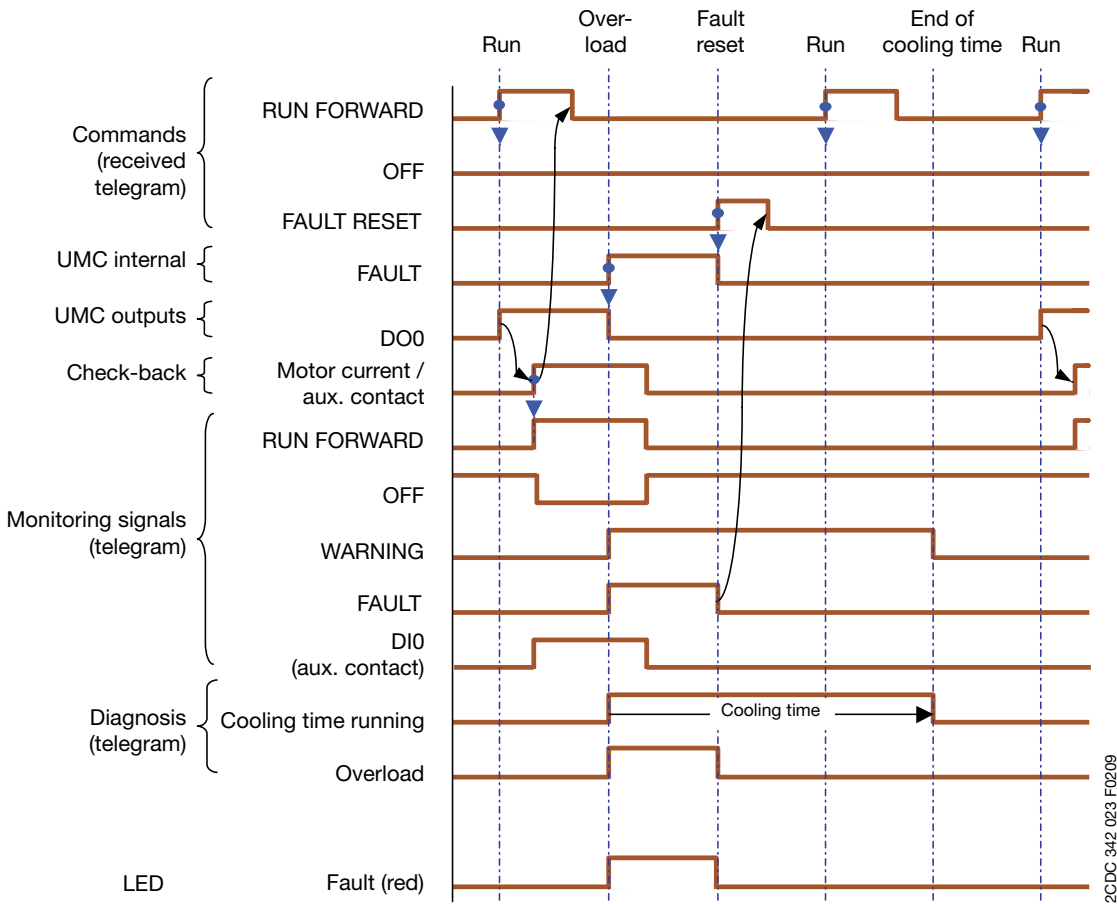 Over-
load
Fault
reset
End of
cooling time
Run
Run
Run
Commands
(received
telegram)
RUN FORWARD
OFF
FAULT RESET
UMC internal
FAULT
UMC outputs
DO0
Check-back
Motor current /
aux. contact
Monitoring signals
(telegram)
RUN FORWARD
OFF
WARNING
FAULT
DI0
(aux. contact)
Diagnosis
(telegram)
Cooling time running
Cooling time
Overload
LED
Fault (red)
2CDC 342 023 F0209